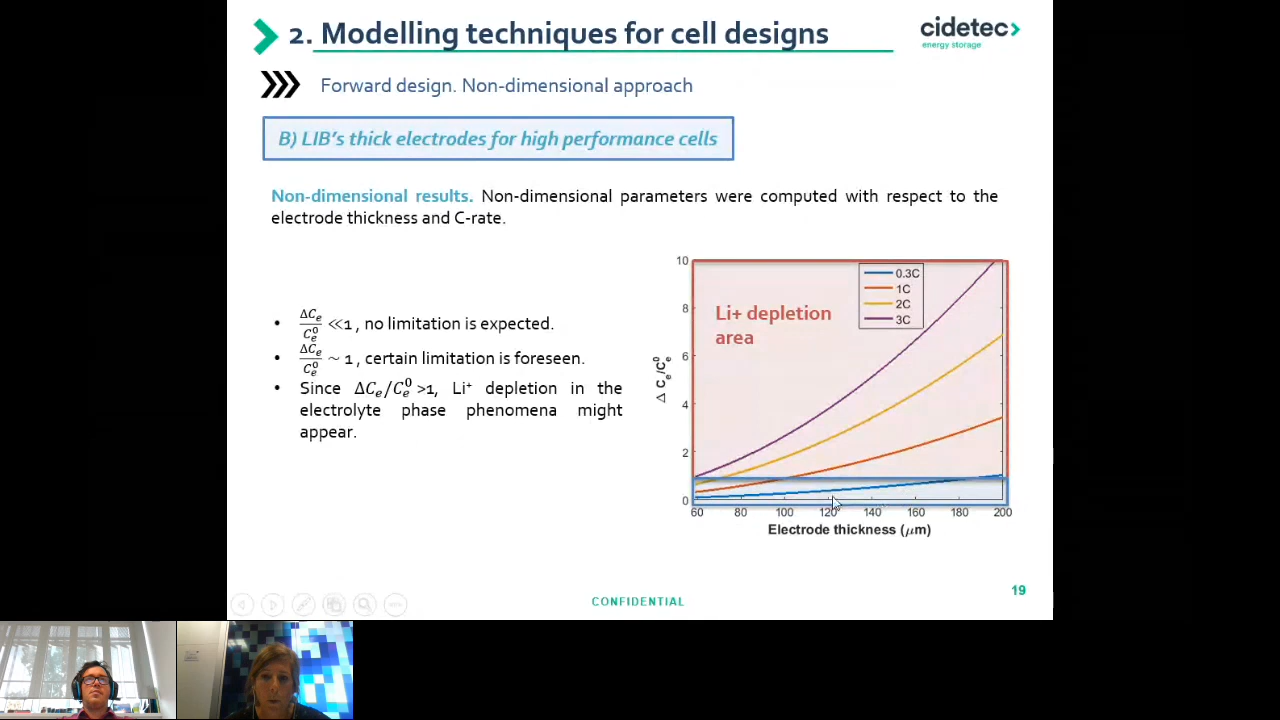 2. Modelling techniques for cell designs
cidetec
energy storage
Forward design. Non-dimensional approach
B) LIB's thick electrodes for high performance cells
Non-dimensional results. Non-dimensional parameters were computed with respect to the
electrode thickness and C-rate.
• ΔCₑ/Cₑ⁰ ≪1 , no limitation is expected.
• ΔCₑ/Cₑ⁰ ~ 1 , certain limitation is foreseen.
• Since ΔCₑ/Cₑ⁰ >1, Li⁺ depletion in the
electrolyte phase phenomena might
appear.
10
8
6
4
2
0
Δ Cₑ/Cₑ⁰
Li+ depletion
area
0.3C
1C
2C
3C
60 80 100 120 140 160 180 200
Electrode thickness (μm)
CONFIDENTIAL
19